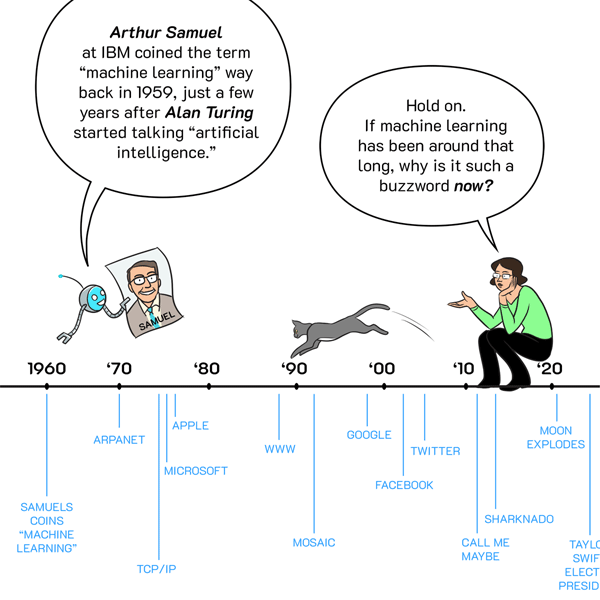 Arthur Samuel
at IBM coined the term
“machine learning” way
back in 1959, just a few
years after Alan Turing
started talking “artificial
intelligence.”
Hold on.
If machine learning
has been around that
long, why is it such a
buzzword now?
SAMUEL
1960
‘70
‘80
‘90
‘00
‘10
‘20
ARPANET
APPLE
MICROSOFT
WWW
GOOGLE
TWITTER
MOON
EXPLODES
FACEBOOK
SAMUELS
COINS
“MACHINE
LEARNING”
TCP/IP
MOSAIC
SHARKNADO
CALL ME
MAYBE
TAYLO
SWIF
ELECT
PRESID